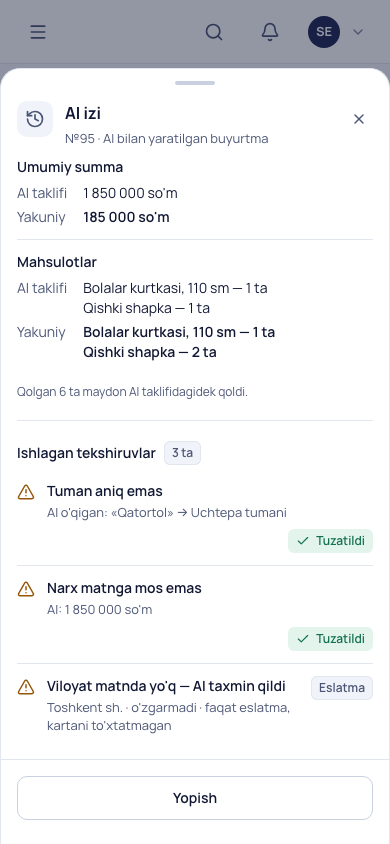 SE
AI izi
№95 · AI bilan yaratilgan buyurtma
Umumiy summa
AI taklifi 1 850 000 so'm
Yakuniy 185 000 so'm
Mahsulotlar
AI taklifi Bolalar kurtkasi, 110 sm — 1 ta
Qishki shapka — 1 ta
Yakuniy Bolalar kurtkasi, 110 sm — 1 ta
Qishki shapka — 2 ta
Qolgan 6 ta maydon AI taklifidagidek qoldi.
Ishlagan tekshiruvlar 3 ta
Tuman aniq emas
AI o'qigan: «Qatortol» → Uchtepa tumani
Tuzatildi
Narx matnga mos emas
AI: 1 850 000 so'm
Tuzatildi
Viloyat matnda yo'q — AI taxmin qildi Eslatma
Toshkent sh. · o'zgarmadi · faqat eslatma,
kartani to'xtatmagan
Yopish